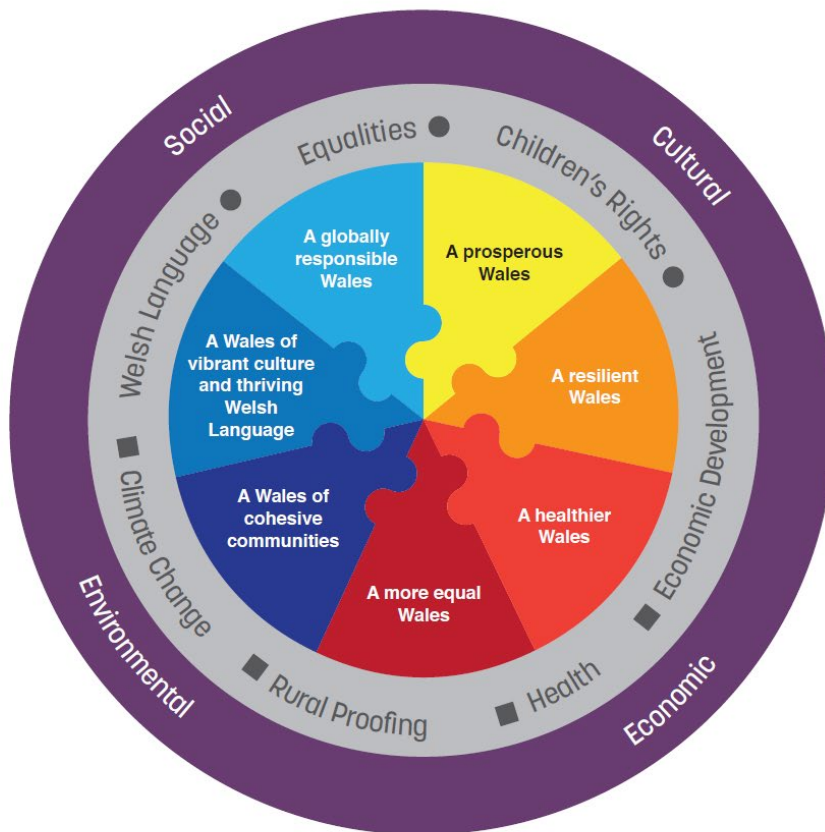 Social
Cultural
Economic
Environmental
Equalities
Children's Rights
Economic Development
Health
Rural Proofing
Climate Change
Welsh Language
A prosperous
Wales
A resilient
Wales
A healthier
Wales
A more equal
Wales
A Wales of
cohesive
communities
A Wales of
vibrant culture
and thriving
Welsh
Language
A globally
responsible
Wales